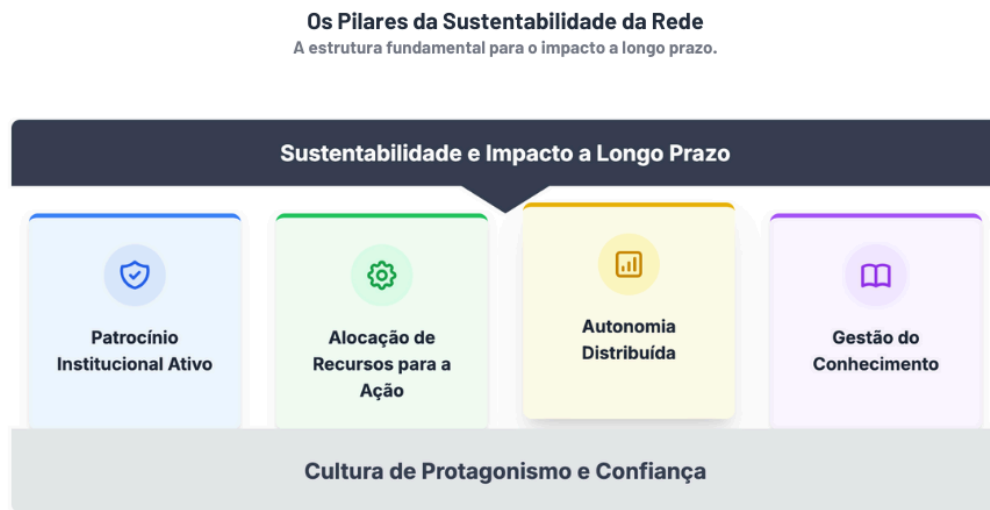 Os Pilares da Sustentabilidade da Rede
A estrutura fundamental para o impacto a longo prazo.
Sustentabilidade e Impacto a Longo Prazo
Patrocínio
Institucional Ativo
Alocação de
Recursos para a
Ação
Autonomia
Distribuída
Gestão do
Conhecimento
Cultura de Protagonismo e Confiança